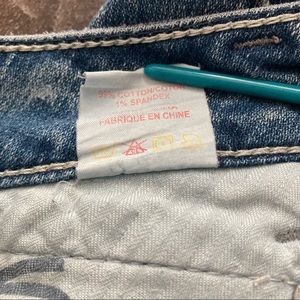 99% COTTON/COTON
1% SPANDEX
FABRIQUE EN CHINE